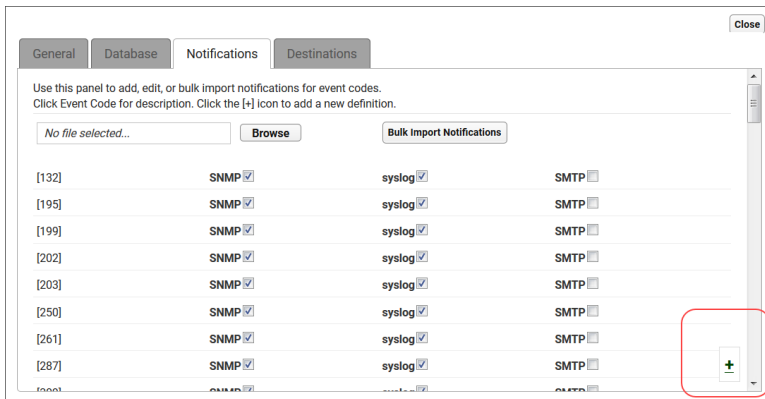 Close
General Database Notifications Destinations
Use this panel to add, edit, or bulk import notifications for event codes.
Click Event Code for description. Click the [+] icon to add a new definition.
No file selected... Browse Bulk Import Notifications
[132] SNMP syslog SMTP
[195] SNMP syslog SMTP
[199] SNMP syslog SMTP
[202] SNMP syslog SMTP
[203] SNMP syslog SMTP
[250] SNMP syslog SMTP
[261] SNMP syslog SMTP
[287] SNMP syslog SMTP
+
SNMP syslog SMTP